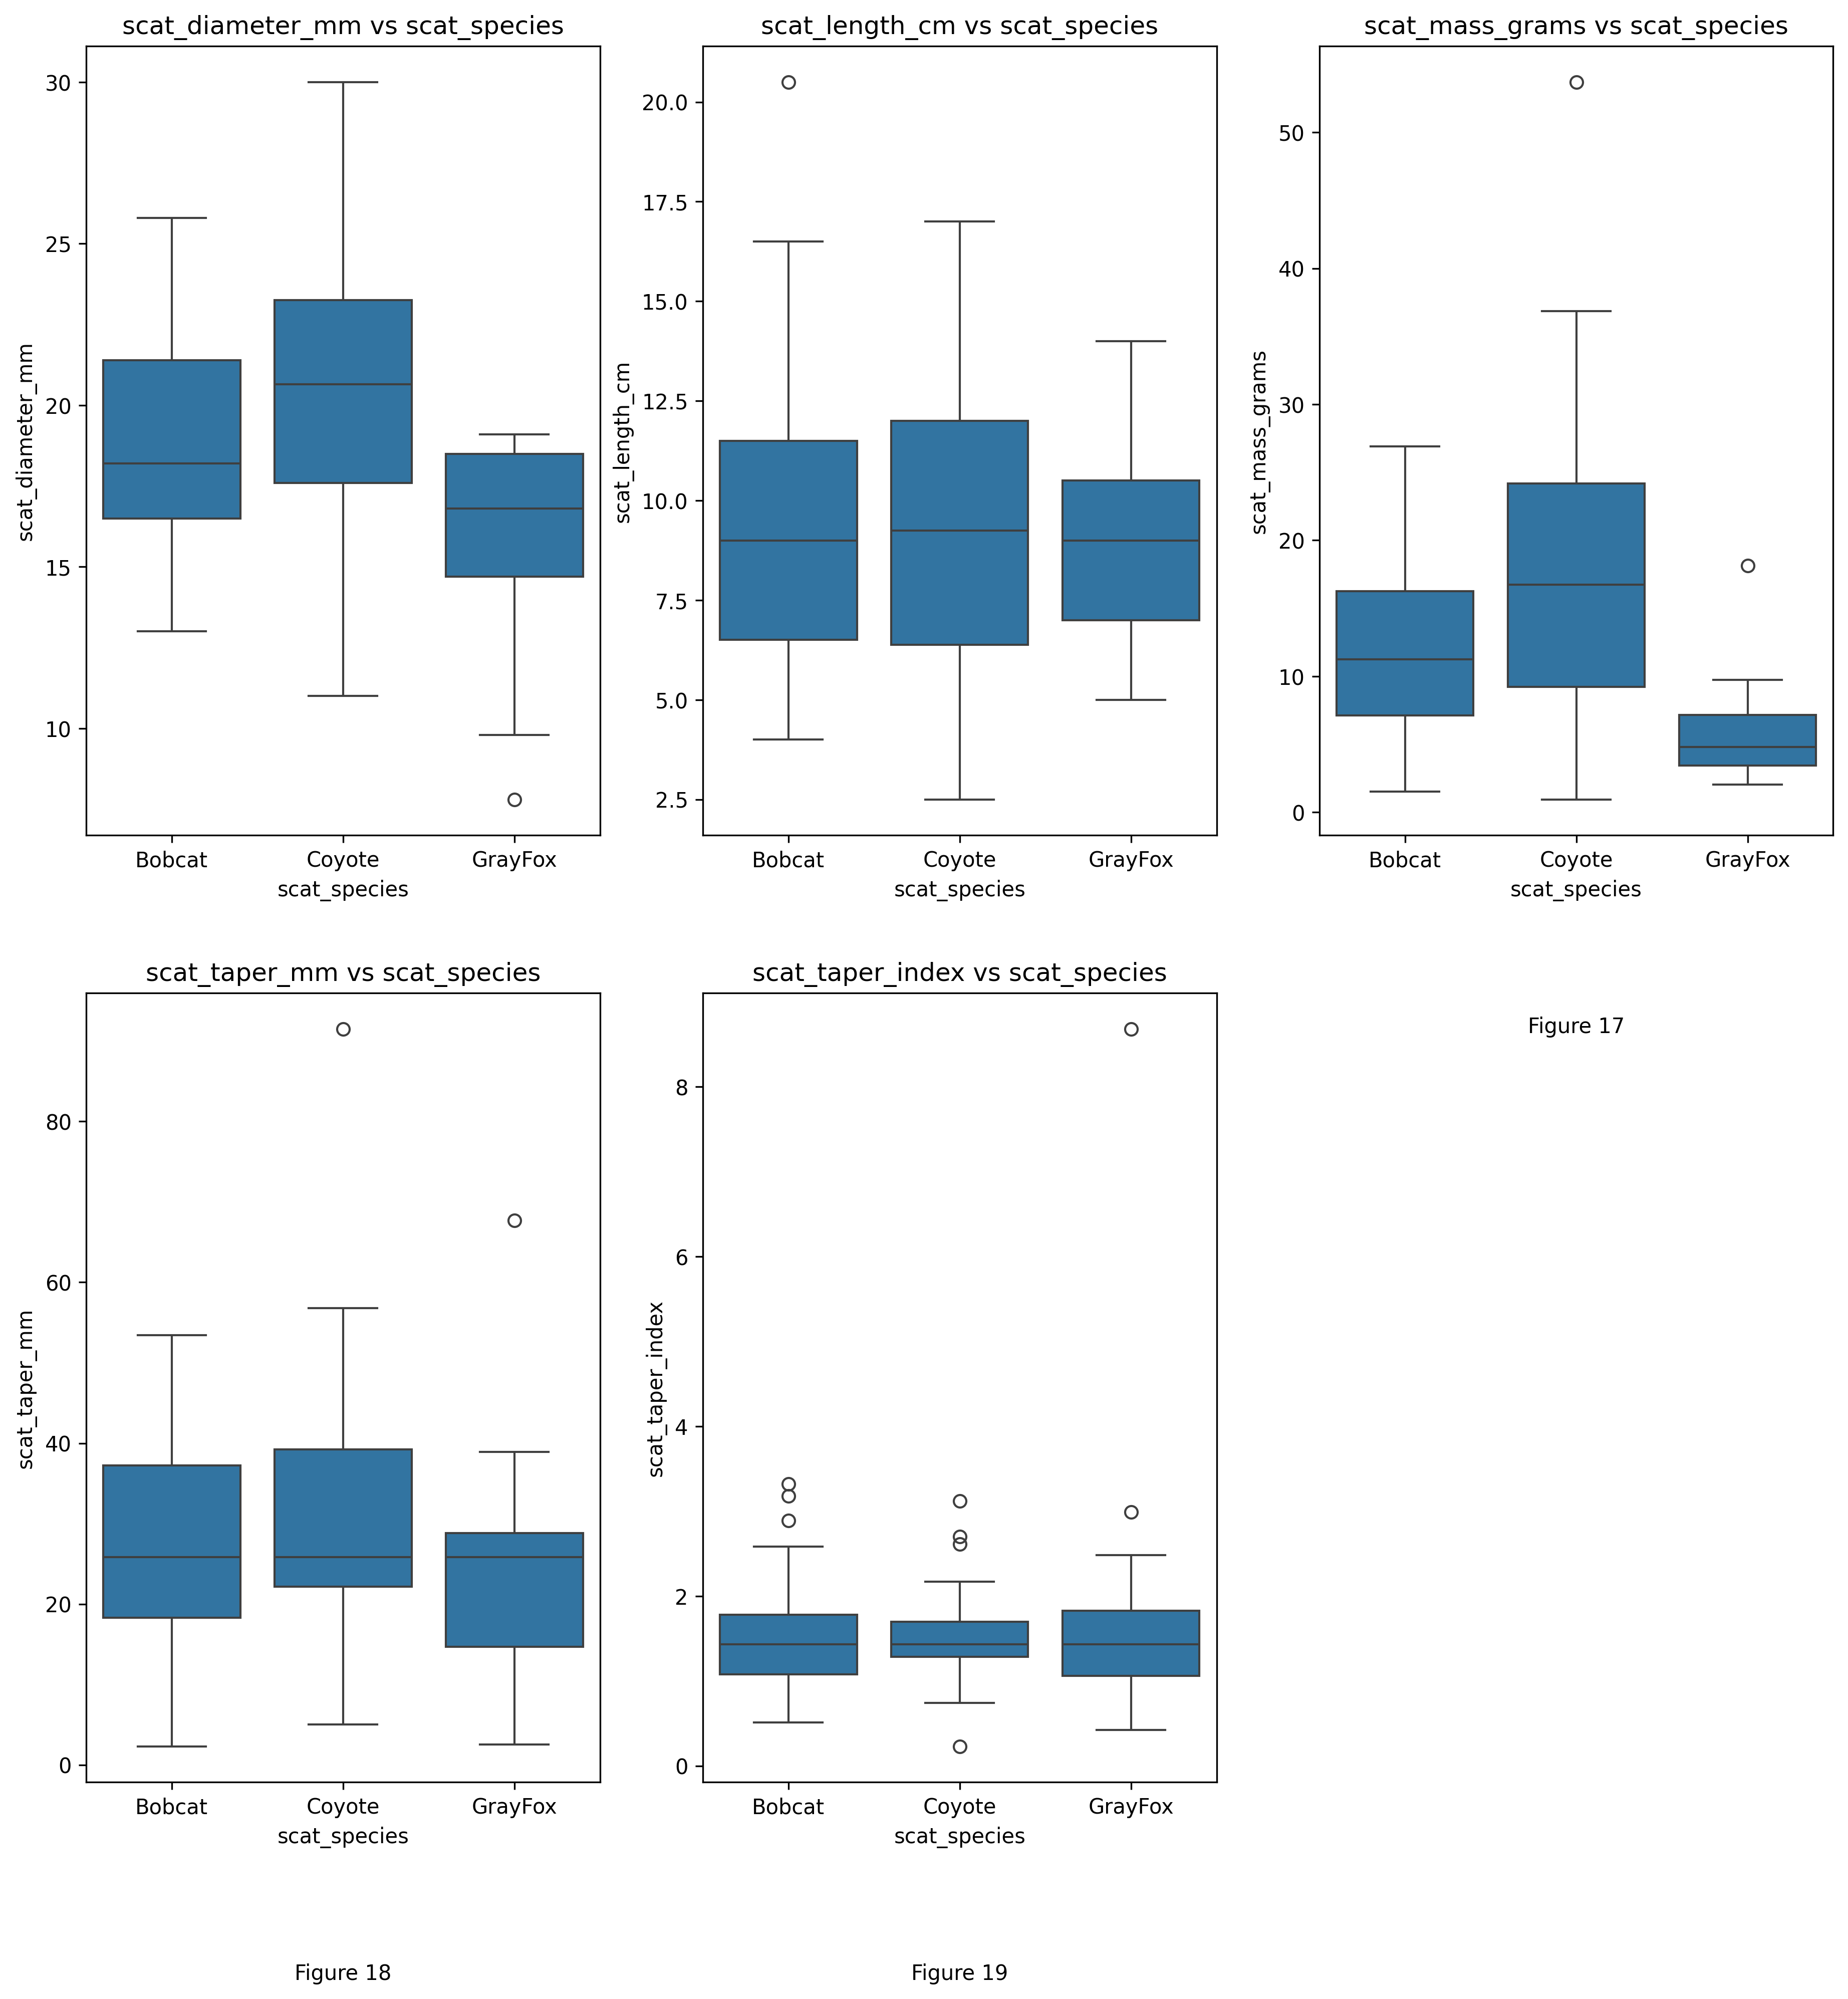 scat_diameter_mm vs scat_species
scat_diameter_mm
30
25
20
15
10
Bobcat
Coyote
GrayFox
scat_species
scat_length_cm vs scat_species
scat_length_cm
20.0
17.5
15.0
12.5
10.0
7.5
5.0
2.5
Bobcat
Coyote
GrayFox
scat_species
scat_mass_grams vs scat_species
scat_mass_grams
50
40
30
20
10
0
Bobcat
Coyote
GrayFox
scat_species
Figure 17
scat_taper_mm vs scat_species
scat_taper_mm
80
60
40
20
0
Bobcat
Coyote
GrayFox
scat_species
Figure 18
scat_taper_index vs scat_species
scat_taper_index
8
6
4
2
0
Bobcat
Coyote
GrayFox
scat_species
Figure 19